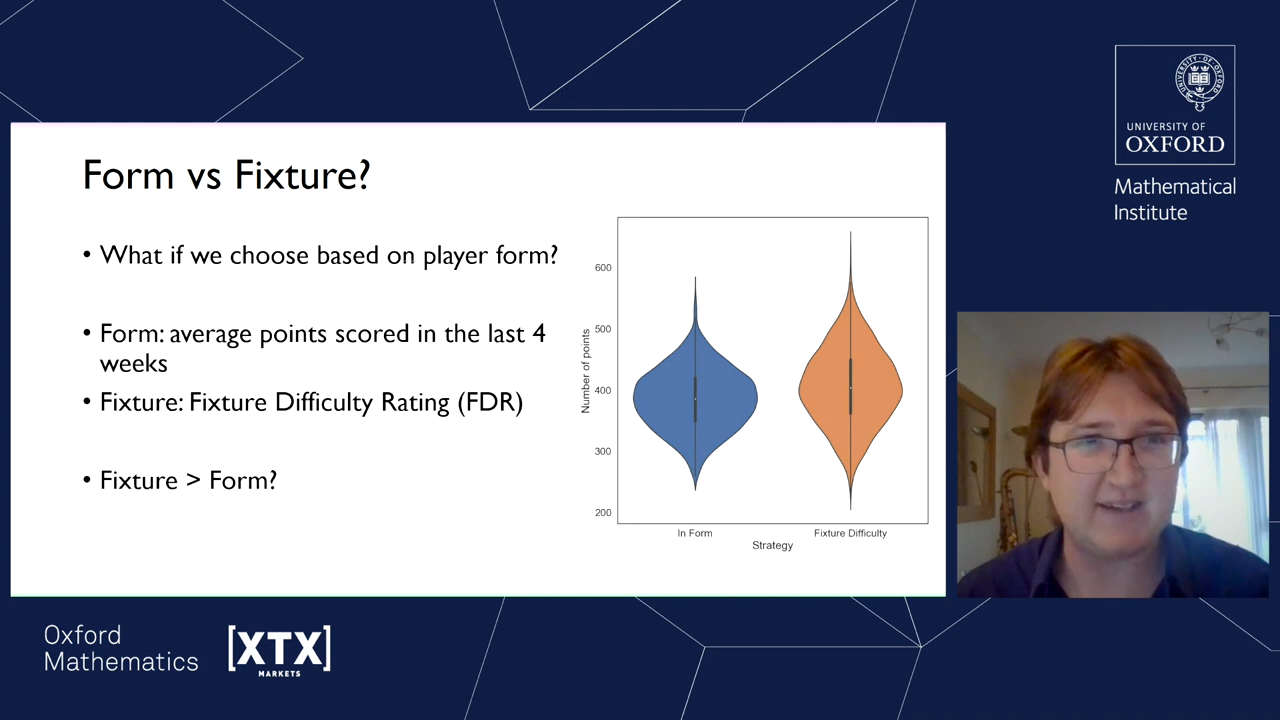 Form vs Fixture?
• What if we choose based on player form?
• Form: average points scored in the last 4
weeks
• Fixture: Fixture Difficulty Rating (FDR)
• Fixture > Form?
Number of points
600
500
400
300
200
In Form
Fixture Difficulty
Strategy
UNIVERSITY OF
OXFORD
Mathematical
Institute
Oxford
Mathematics
[XTX]
MARKETS